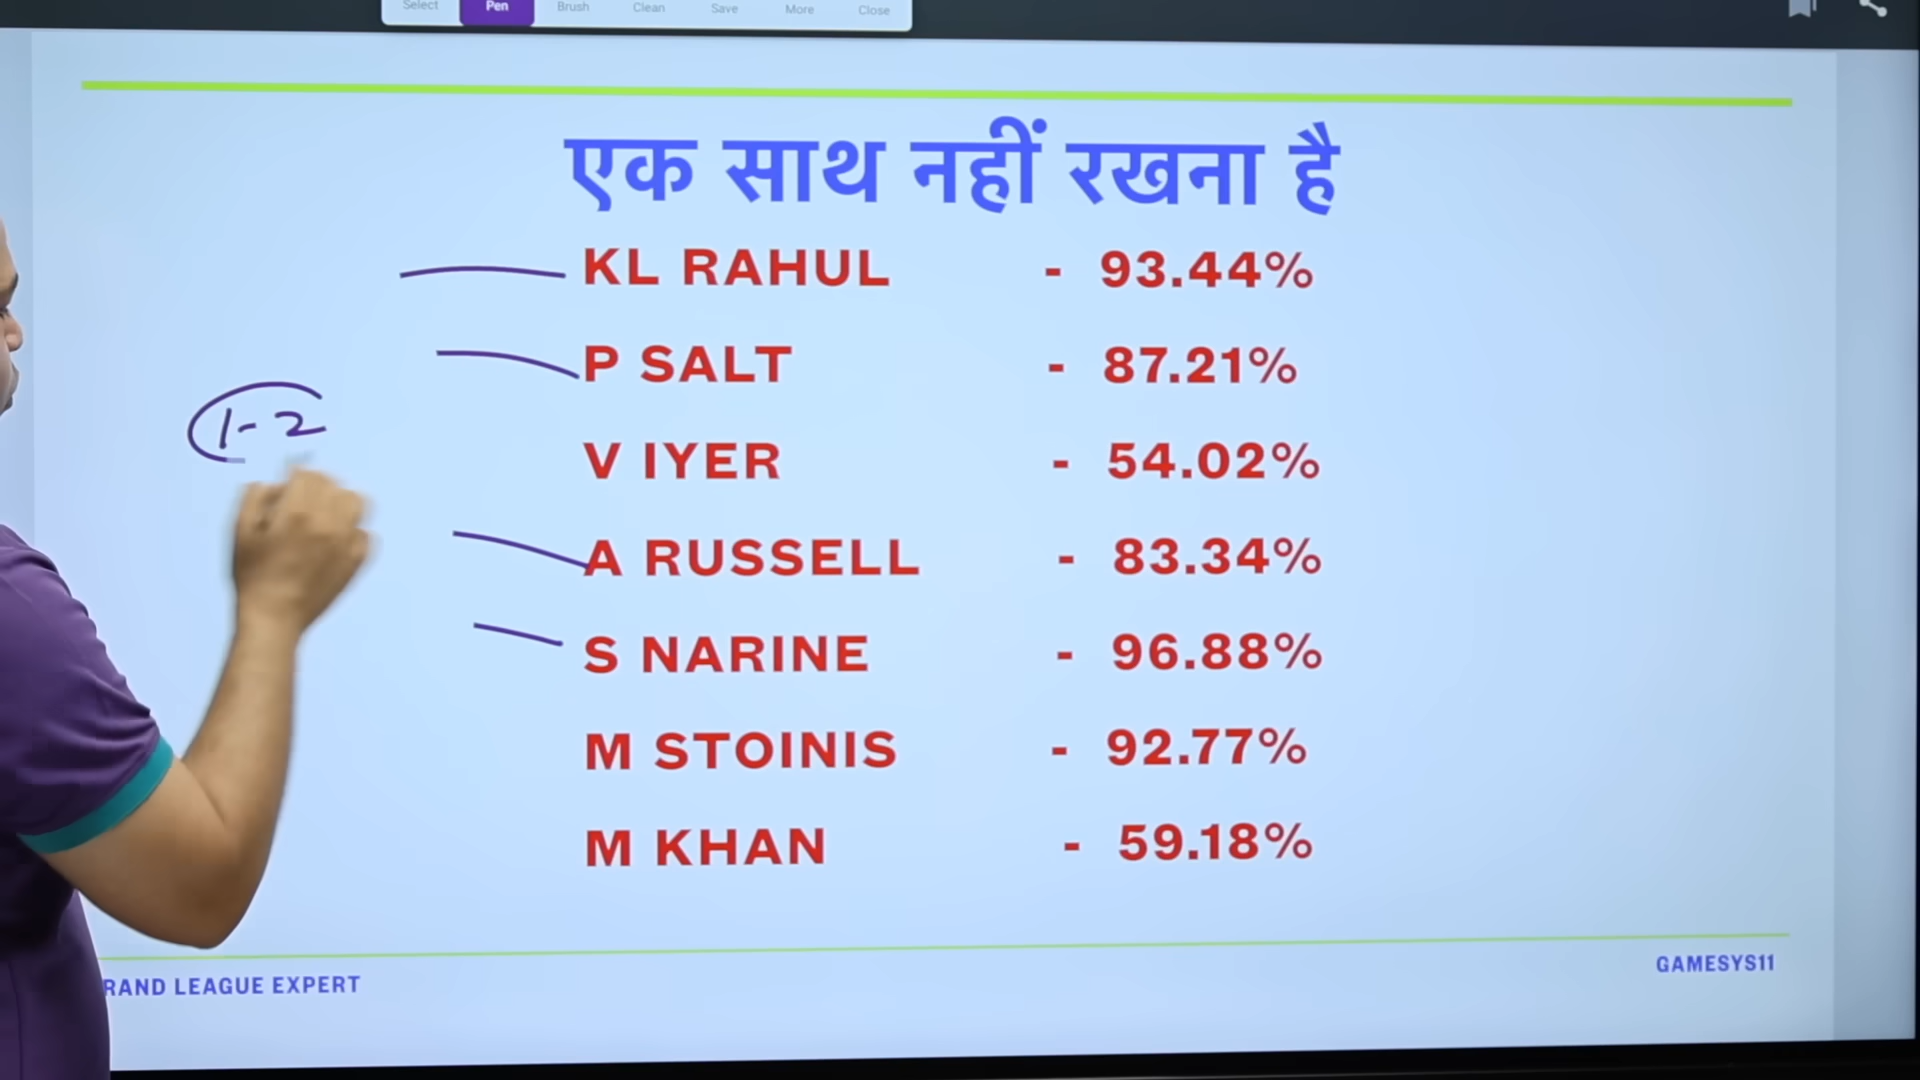 Select Pen Brush Clean Save More Close
एक साथ नहीं रखना है
KL RAHUL - 93.44%
P SALT - 87.21%
1-2
V IYER - 54.02%
A RUSSELL - 83.34%
S NARINE - 96.88%
M STOINIS - 92.77%
M KHAN - 59.18%
RAND LEAGUE EXPERT
GAMESYS11